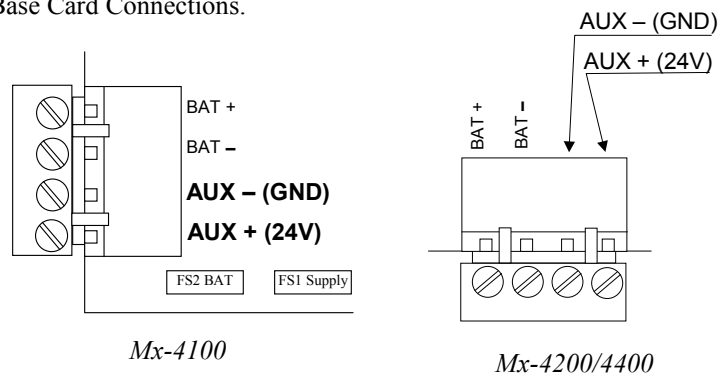 Base Card Connections.
BAT +
BAT –
AUX – (GND)
AUX + (24V)
FS2 BAT
FS1 Supply
Mx-4100
AUX – (GND)
AUX + (24V)
BAT +
BAT –
Mx-4200/4400